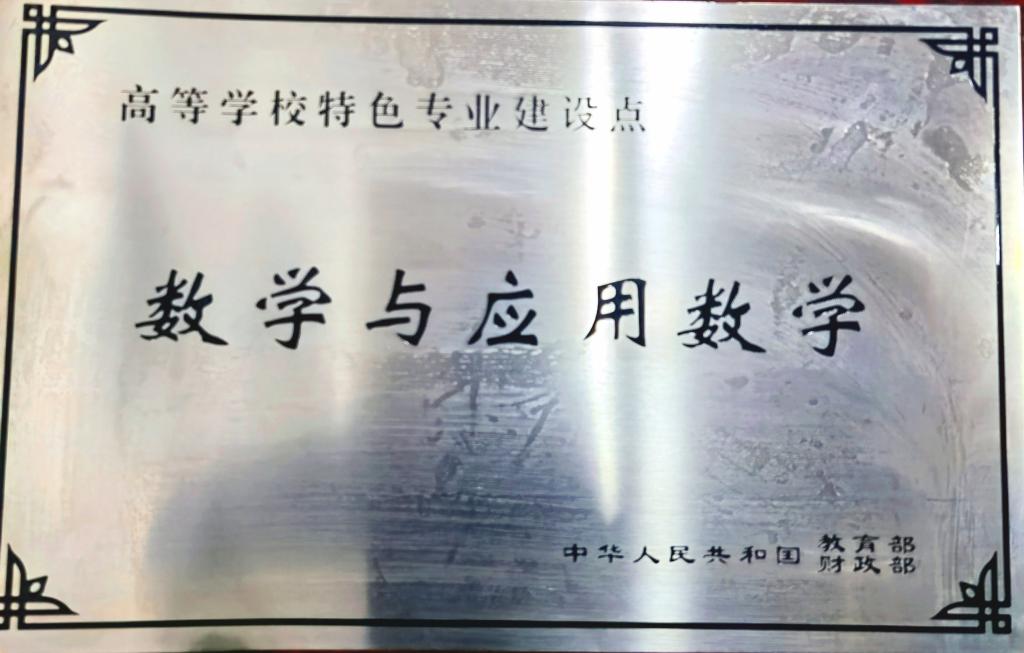 高等学校特色专业建设点
数学与应用数学
中华人民共和国 教育部
财政部